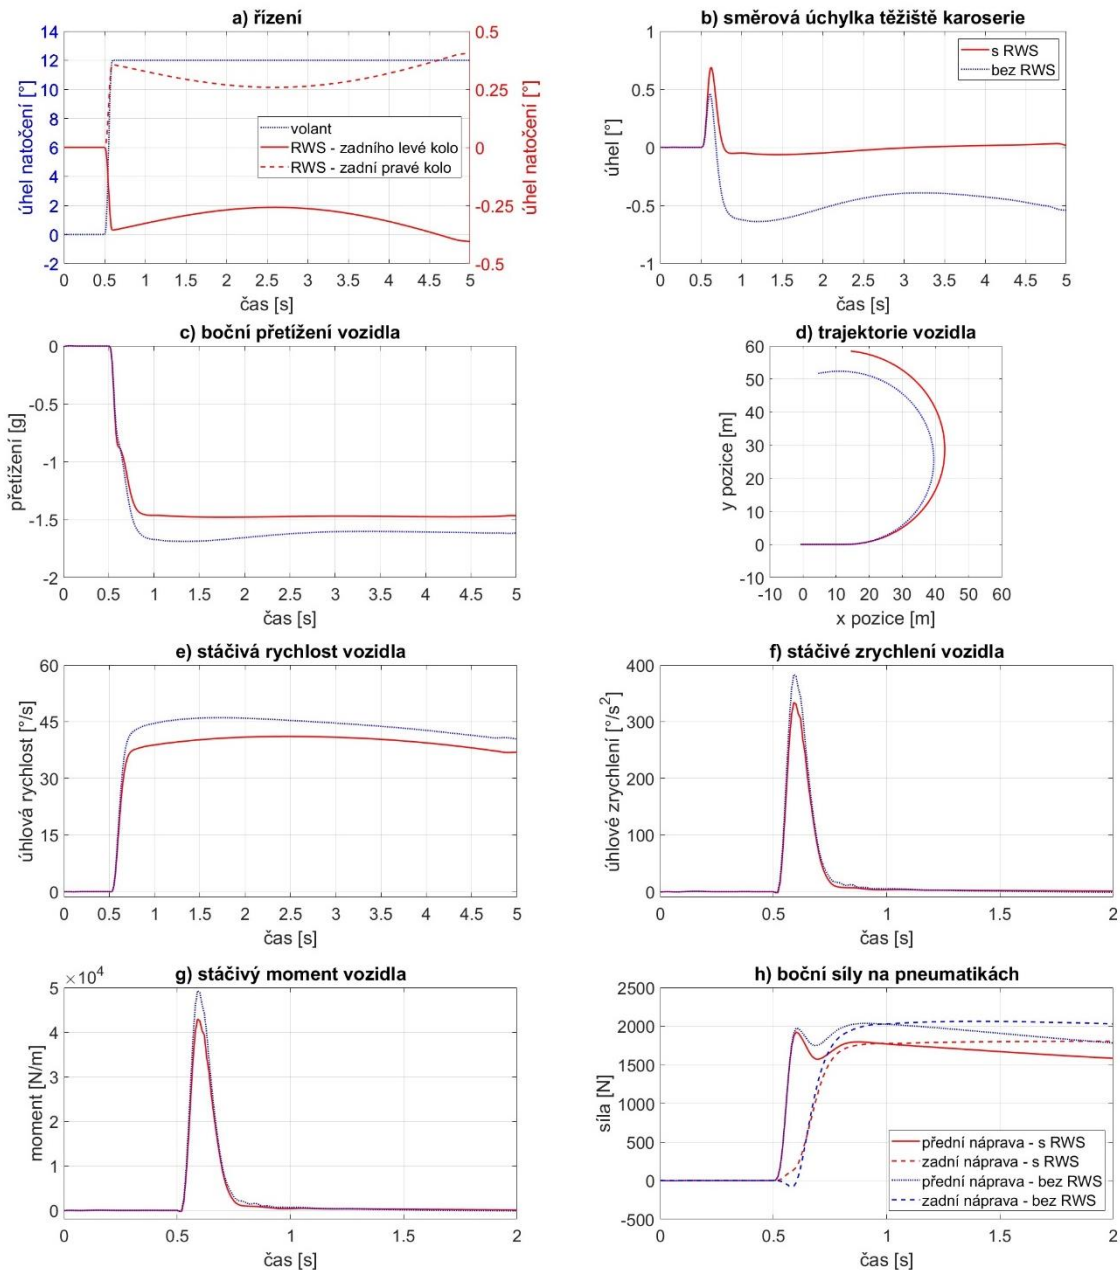 a) řízení
14
12
10
8
6
4
2
0
-2
0.5
0.25
0
-0.25
-0.5
úhel natočení [°]
úhel natočení [°]
volant
RWS - zadního levé kolo
RWS - zadní pravé kolo
0 0.5 1 1.5 2 2.5 3 3.5 4 4.5 5
čas [s]
b) směrová úchylka těžiště karoserie
1
0.5
0
-0.5
-1
úhel [°]
s RWS
bez RWS
0 0.5 1 1.5 2 2.5 3 3.5 4 4.5 5
čas [s]
c) boční přetížení vozidla
0
-0.5
-1
-1.5
-2
přetížení [g]
0 0.5 1 1.5 2 2.5 3 3.5 4 4.5 5
čas [s]
d) trajektorie vozidla
60
50
40
30
20
10
0
-10
y pozice [m]
-10 0 10 20 30 40 50 60
x pozice [m]
e) stáčivá rychlost vozidla
60
45
30
15
0
úhlová rychlost [°/s]
0 0.5 1 1.5 2 2.5 3 3.5 4 4.5 5
čas [s]
f) stáčivé zrychlení vozidla
400
300
200
100
0
úhlové zrychlení [°/s²]
0 0.5 1 1.5 2
čas [s]
g) stáčivý moment vozidla
×10⁴
5
4
3
2
1
0
moment [N/m]
0 0.5 1 1.5 2
čas [s]
h) boční síly na pneumatikách
2500
2000
1500
1000
500
0
-500
síla [N]
přední náprava - s RWS
zadní náprava - s RWS
přední náprava - bez RWS
zadní náprava - bez RWS
0 0.5 1 1.5 2
čas [s]